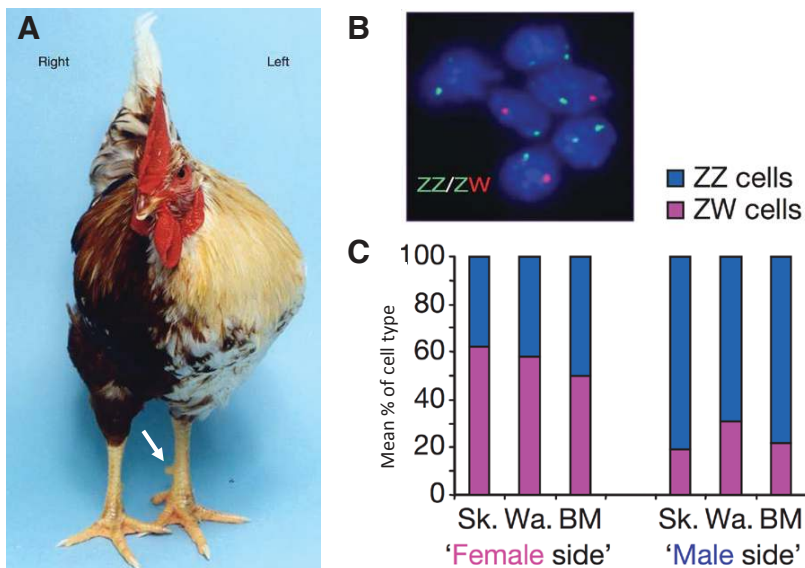 A
Right
Left
B
ZZ/ZW
ZZ cells
ZW cells
C
Mean % of cell type
100
80
60
40
20
0
Sk. Wa. BM
Sk. Wa. BM
'Female side'
'Male side'